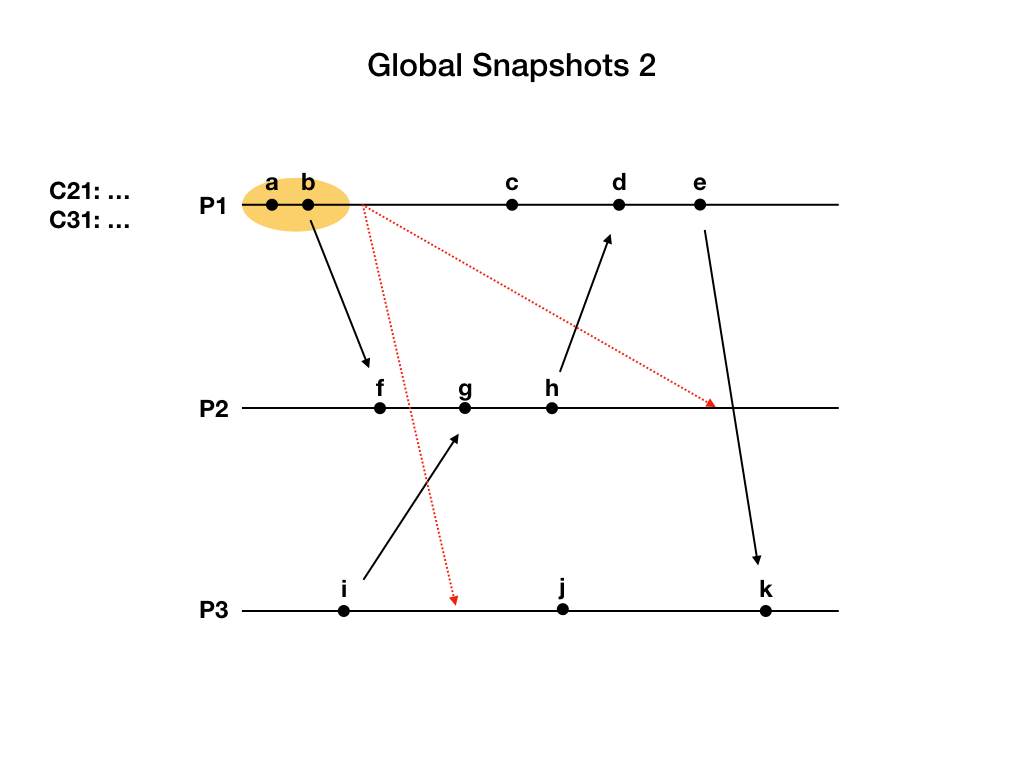 Global Snapshots 2
C21: …
C31: …
P1
a b c d e
P2
f g h
P3
i j k